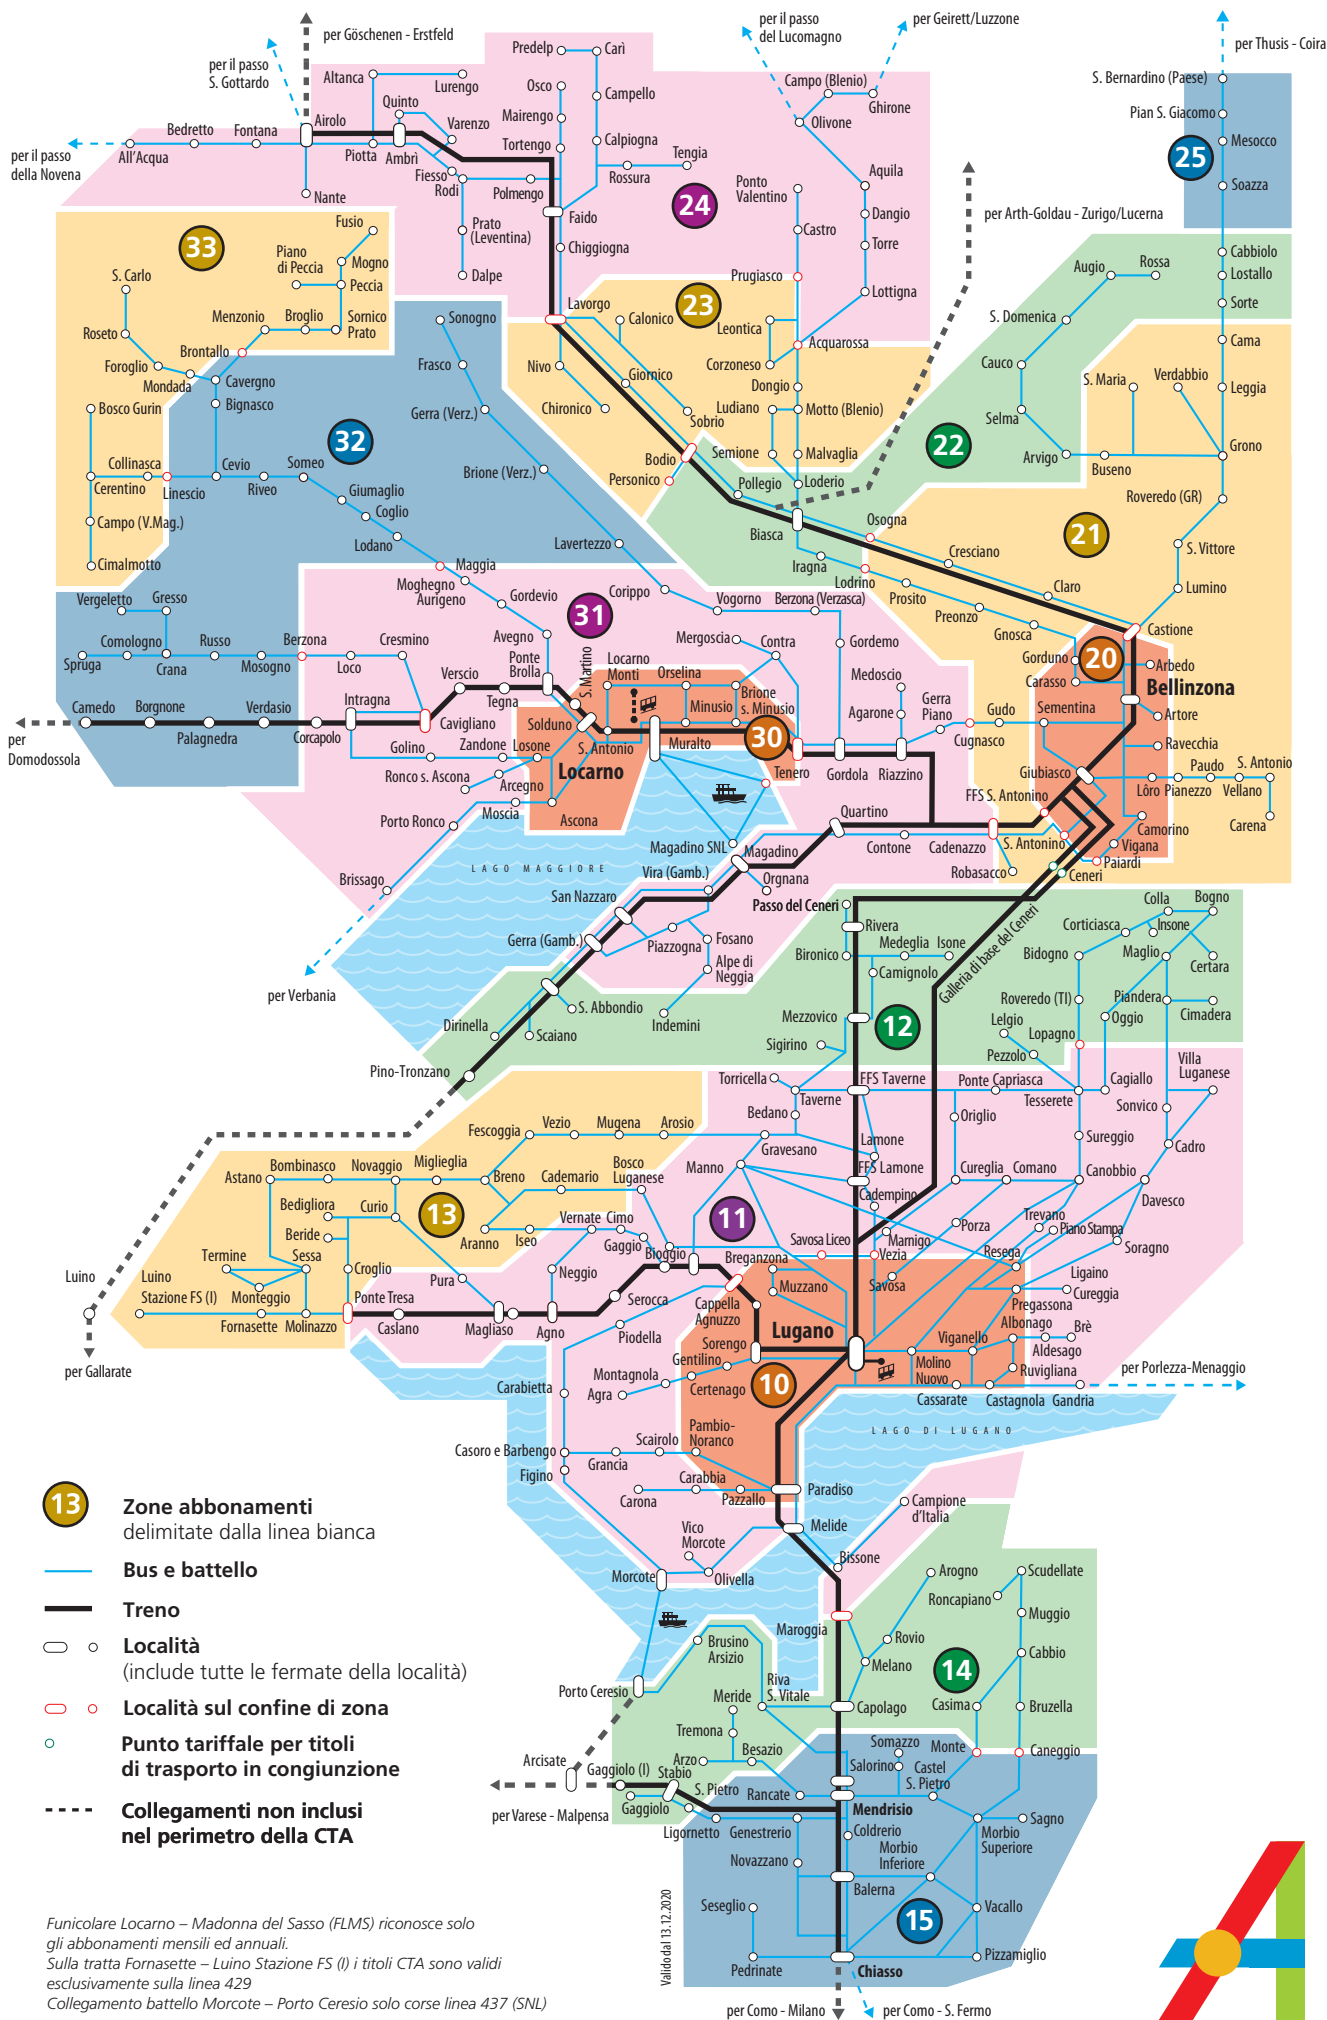 per Göschenen - Erstfeld
per il passo
S. Gottardo
per il passo
del Lucomagno
per Geirett/Luzzone
per Thusis - Coira
per il passo
della Novena
per Arth-Goldau - Zurigo/Lucerna
Predelp
Carì
Altanca
Lurengo
Osco
Campello
Quinto
Mairengo
Varenzo
Tortengo
Calpiogna
Bedretto
Fontana
Airolo
All'Acqua
Piotta
Ambrì
Fiesso
Rodi
Polmengo
Rossura
Tengia
Nante
Faido
Prato
(Leventina)
Chiggiogna
Dalpe
24
Campo (Blenio)
Ghirone
Olivone
Aquila
Ponto
Valentino
Dangio
Castro
Torre
Prugiasco
Lottigna
S. Bernardino (Paese)
Pian S. Giacomo
Mesocco
25
Soazza
Cabbiolo
Lostallo
Sorte
Augio
Rossa
S. Domenica
Cauco
Selma
Arvigo
22
33
Fusio
Piano
di Peccia
Mogno
Peccia
S. Carlo
Menzonio
Broglio
Sornico
Prato
Roseto
Brontallo
Foroglio
Mondada
Cavergno
Bignasco
Bosco Gurin
Collinasca
Cerentino
Linescio
Campo (V.Mag.)
Cimalmotto
Lavorgo
23
Calonico
Leontica
Acquarossa
Corzoneso
Nivo
Giornico
Dongio
Chironico
Sobrio
Ludiano
Motto (Blenio)
Semione
Malvaglia
Bodio
Personico
Pollegio
Loderio
Biasca
Iragna
Osogna
Lodrino
Cama
S. Maria
Verdabbio
Leggia
Grono
Buseno
Roveredo (GR)
21
Cresciano
S. Vittore
Claro
Lumino
Prosito
Preonzo
Gnosca
Castione
Sonogno
Frasco
Gerra (Verz.)
32
Brione (Verz.)
Cevio
Riveo
Someo
Giumaglio
Coglio
Lodano
Lavertezzo
Maggia
Moghegno
Aurigeno
Corippo
Vergeletto
Gresso
Comologno
Russo
Spruga
Crana
Mosogno
Berzona
Camedo
Borgnone
Verdasio
Palagnedra
Corcapolo
per
Domodossola
31
Gordevio
Vogorno
Berzona (Verzasca)
Cresmino
Loco
Avegno
Ponte
Brolla
S. Martino
Mergoscia
Contra
Gordemo
Verscio
Tegna
Locarno
Monti
Orselina
Brione
s. Minusio
Minusio
Medoscio
Agarone
Gerra
Piano
Intragna
Cavigliano
Golino
Zandone
Losone
Solduno
S. Antonio
Muralto
30
Tenero
Gordola
Riazzino
Cugnasco
Gudo
Ronco s. Ascona
Arcegno
Locarno
Ascona
Moscia
Porto Ronco
Brissago
LAGO MAGGIORE
per Verbania
20
Gorduno
Carasso
Arbedo
Bellinzona
Artore
Sementina
Ravecchia
Giubiasco
Lôro
Pianezzo
Paudo
S. Antonio
Vellano
Carena
FFS S. Antonino
S. Antonino
Camorino
Vigana
Paiardi
Ceneri
Quartino
Contone
Cadenazzo
Robasacco
Magadino SNL
Magadino
Orgnana
Vira (Gamb.)
San Nazzaro
Gerra (Gamb.)
Piazzogna
Fosano
Alpe di
Neggia
Indemini
S. Abbondio
Dirinella
Scaiano
Pino-Tronzano
Passo del Ceneri
Rivera
Bironico
Medeglia
Isone
Camignolo
Galleria di base del Ceneri
Mezzovico
12
Sigirino
Colla
Bogno
Corticiasca
Insone
Bidogno
Maglio
Certara
Roveredo (TI)
Piandera
Cimadera
Lelgio
Lopagno
Oggio
Pezzolo
Villa
Luganese
Torricella
FFS Taverne
Taverne
Ponte Capriasca
Tesserete
Cagiallo
Sonvico
Bedano
Origlio
Gravesano
Lamone
Sureggio
Cadro
Manno
FFS Lamone
Cureglia
Comano
Canobbio
Cadempino
Davesco
11
Porza
Trevano
Piano Stampa
Soragno
Savosa Liceo
Mamigo
Vezia
Savosa
Resega
Ligaino
Cureggia
Pregassona
Albonago
Brè
Aldesago
Ruvigliana
Viganello
Molino
Nuovo
Cassarate
Castagnola
Gandria
per Porlezza-Menaggio
Fescoggia
Vezio
Mugena
Arosio
Bombinasco
Novaggio
Miglieglia
Astano
Breno
Cademario
Bosco
Luganese
Bedigliora
Curio
13
Beride
Aranno
Iseo
Vernate
Cimo
Gaggio
Bioggio
Breganzona
Muzzano
Termine
Sessa
Croglio
Pura
Neggio
Luino
Luino
Stazione FS (I)
Monteggio
Fornasette
Molinazzo
Ponte Tresa
Caslano
Magliaso
Agno
Serocca
Cappella
Agnuzzo
Piodella
Sorengo
Lugano
Gentilino
Montagnola
Agra
Certenago
10
per Gallarate
Carabietta
LAGO DI LUGANO
Pambio-
Noranco
Casoro e Barbengo
Scairolo
Figino
Grancia
Carabbia
Carona
Pazzallo
Paradiso
Vico
Morcote
Melide
Morcote
Olivella
Bissone
Campione
d'Italia
Maroggia
Arogno
Roncapiano
Scudellate
Muggio
Rovio
Melano
14
Cabbio
Casima
Bruzella
Brusino
Arsizio
Porto Ceresio
Riva
S. Vitale
Meride
Capolago
Tremona
Arzo
Besazio
Somazzo
Monte
Caneggio
Salorino
Castel
S. Pietro
Arcisate
Gaggiolo (I)
Stabio
Gaggiolo
S. Pietro
Rancate
Mendrisio
per Varese - Malpensa
Ligornetto
Genestrerio
Coldrerio
Morbio
Inferiore
Morbio
Superiore
Sagno
Novazzano
Balerna
Seseglio
15
Vacallo
Pedrinate
Chiasso
Pizzamiglio
per Como - Milano
per Como - S. Fermo
Valido dal 13.12.2020
13
Zone abbonamenti
delimitate dalla linea bianca
Bus e battello
Treno
Località
(include tutte le fermate della località)
Località sul confine di zona
Punto tariffale per titoli
di trasporto in congiunzione
Collegamenti non inclusi
nel perimetro della CTA
Funicolare Locarno – Madonna del Sasso (FLMS) riconosce solo
gli abbonamenti mensili ed annuali.
Sulla tratta Fornasette – Luino Stazione FS (I) i titoli CTA sono validi
esclusivamente sulla linea 429
Collegamento battello Morcote – Porto Ceresio solo corse linea 437 (SNL)